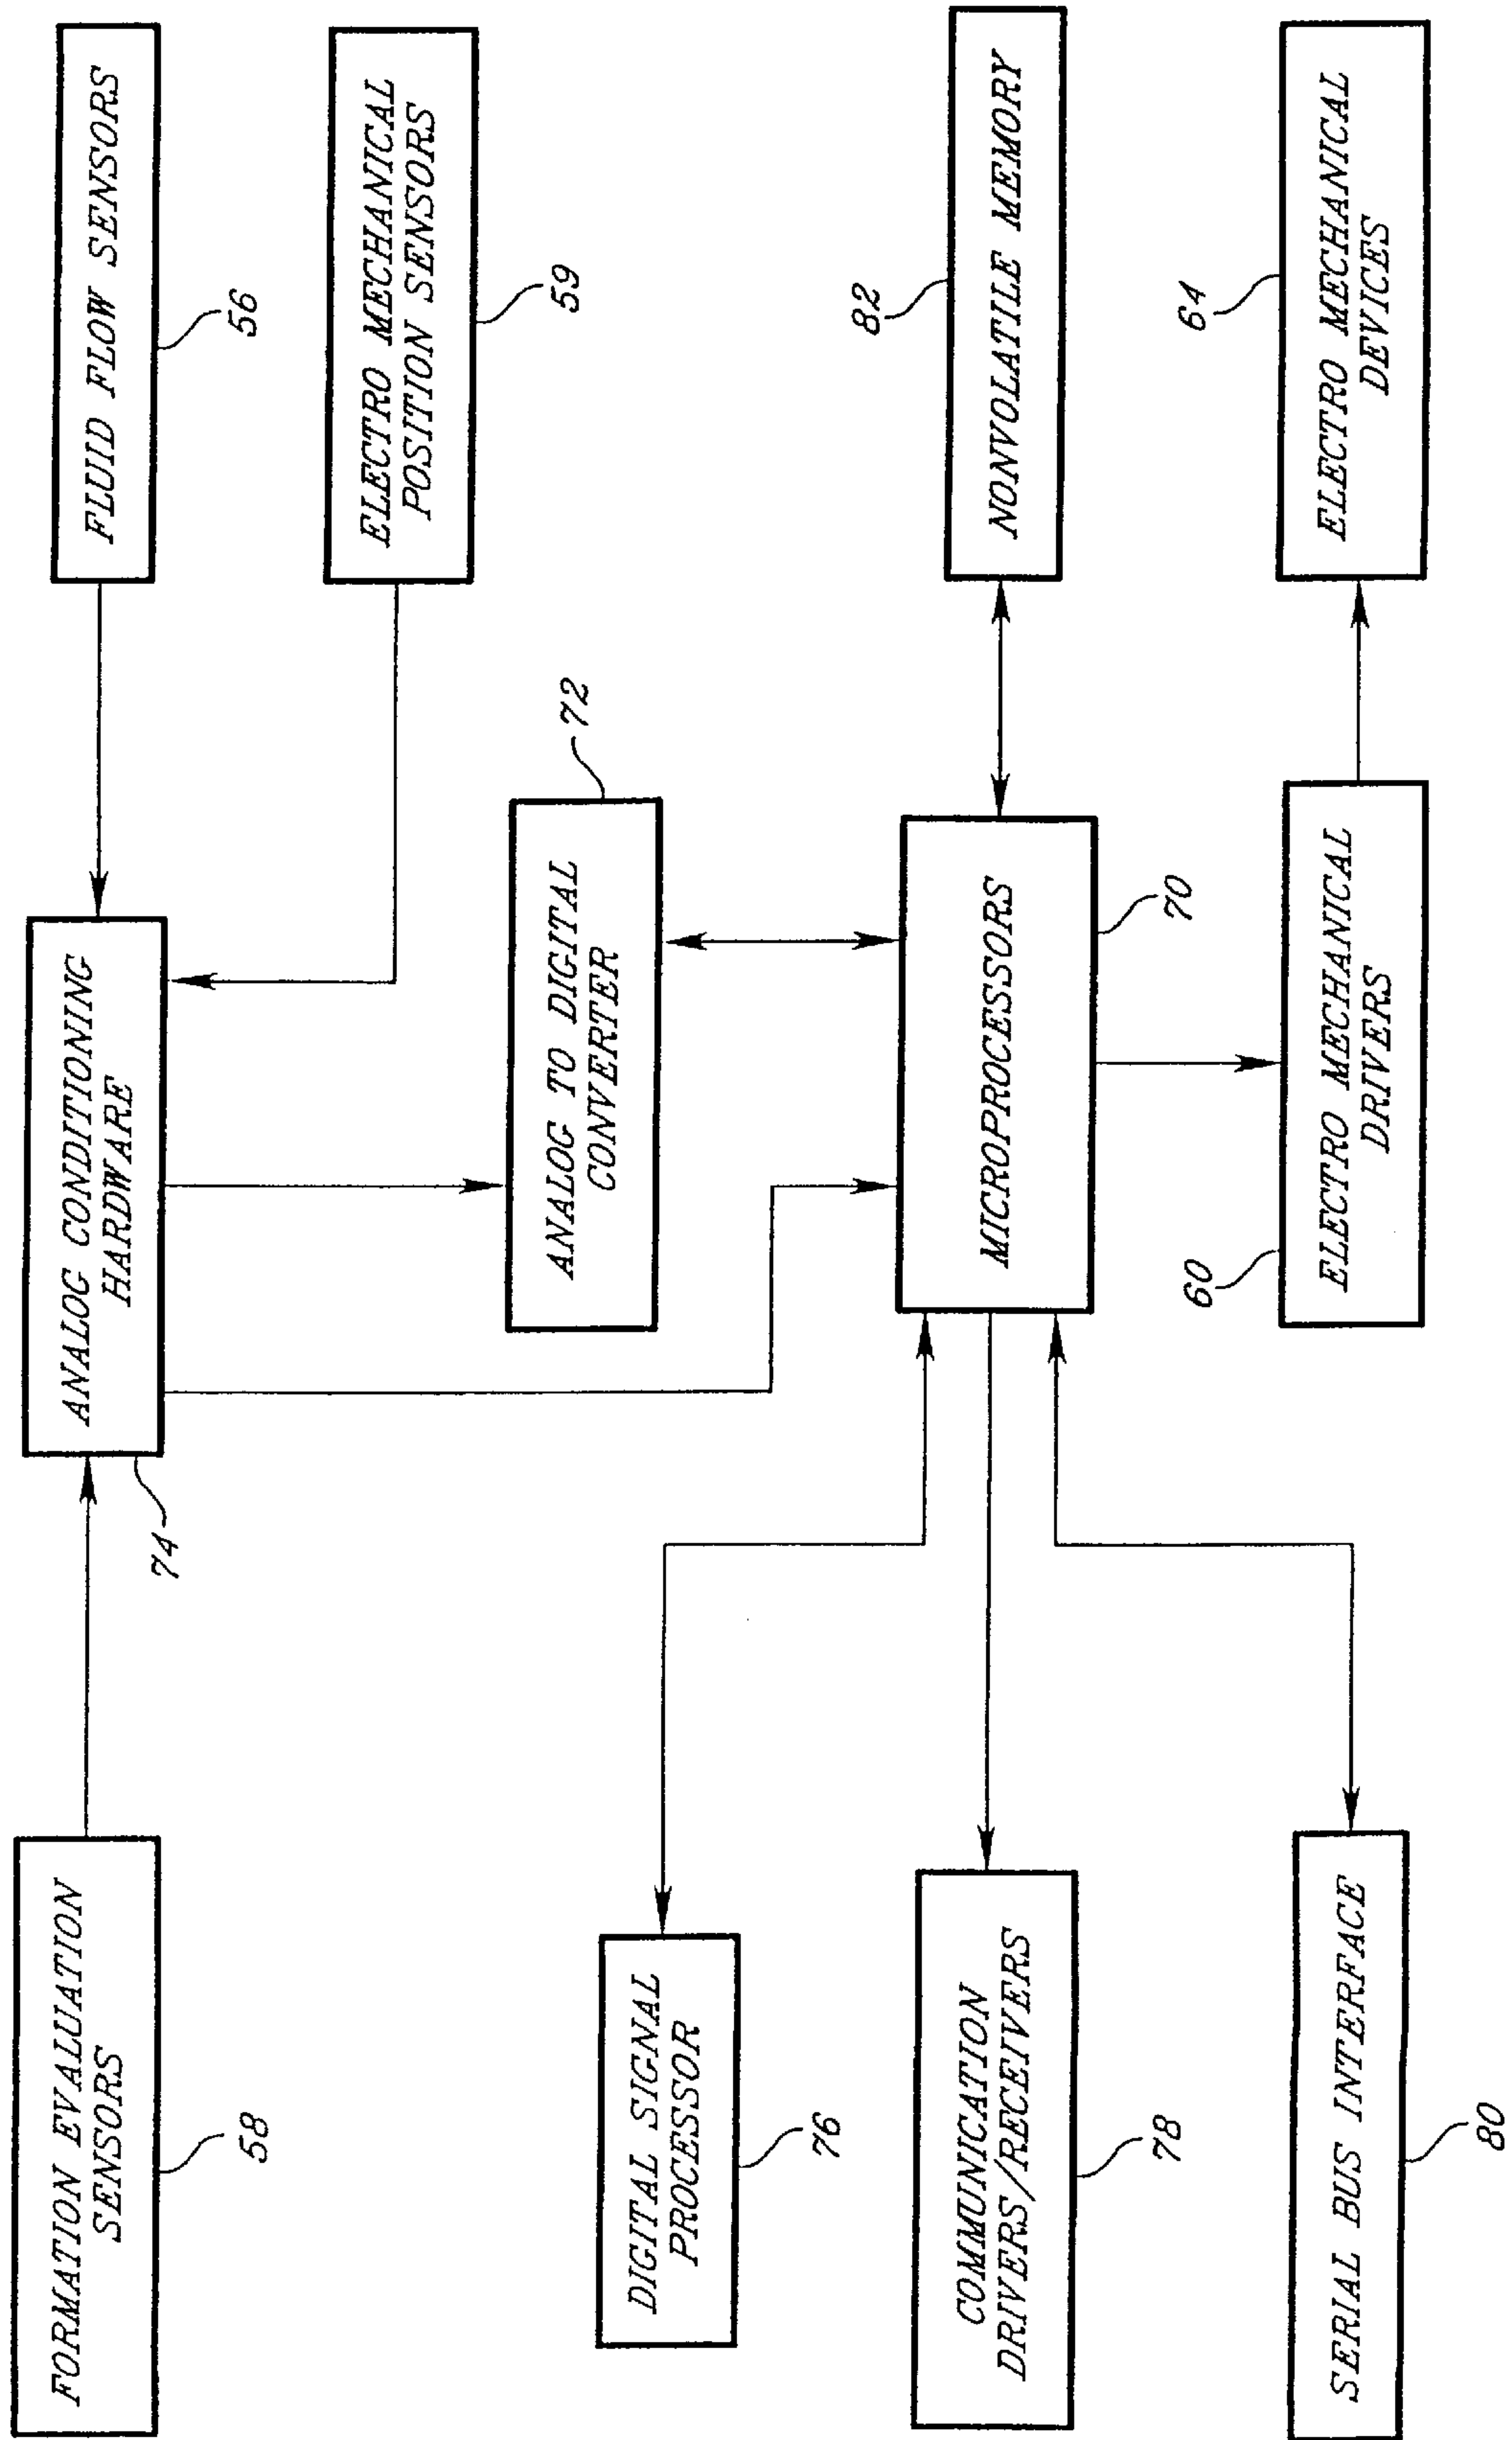 FORMATION EVALUATION
SENSORS
58
ANALOG CONDITIONING
HARDWARE
74
FLUID FLOW SENSORS
56
ELECTRO MECHANICAL
POSITION SENSORS
59
ANALOG TO DIGITAL
CONVERTER
72
DIGITAL SIGNAL
PROCESSOR
76
COMMUNICATION
DRIVERS/RECEIVERS
78
MICROPROCESSORS
70
NONVOLATILE MEMORY
82
SERIAL BUS INTERFACE
80
ELECTRO MECHANICAL
DRIVERS
60
ELECTRO MECHANICAL
DEVICES
64